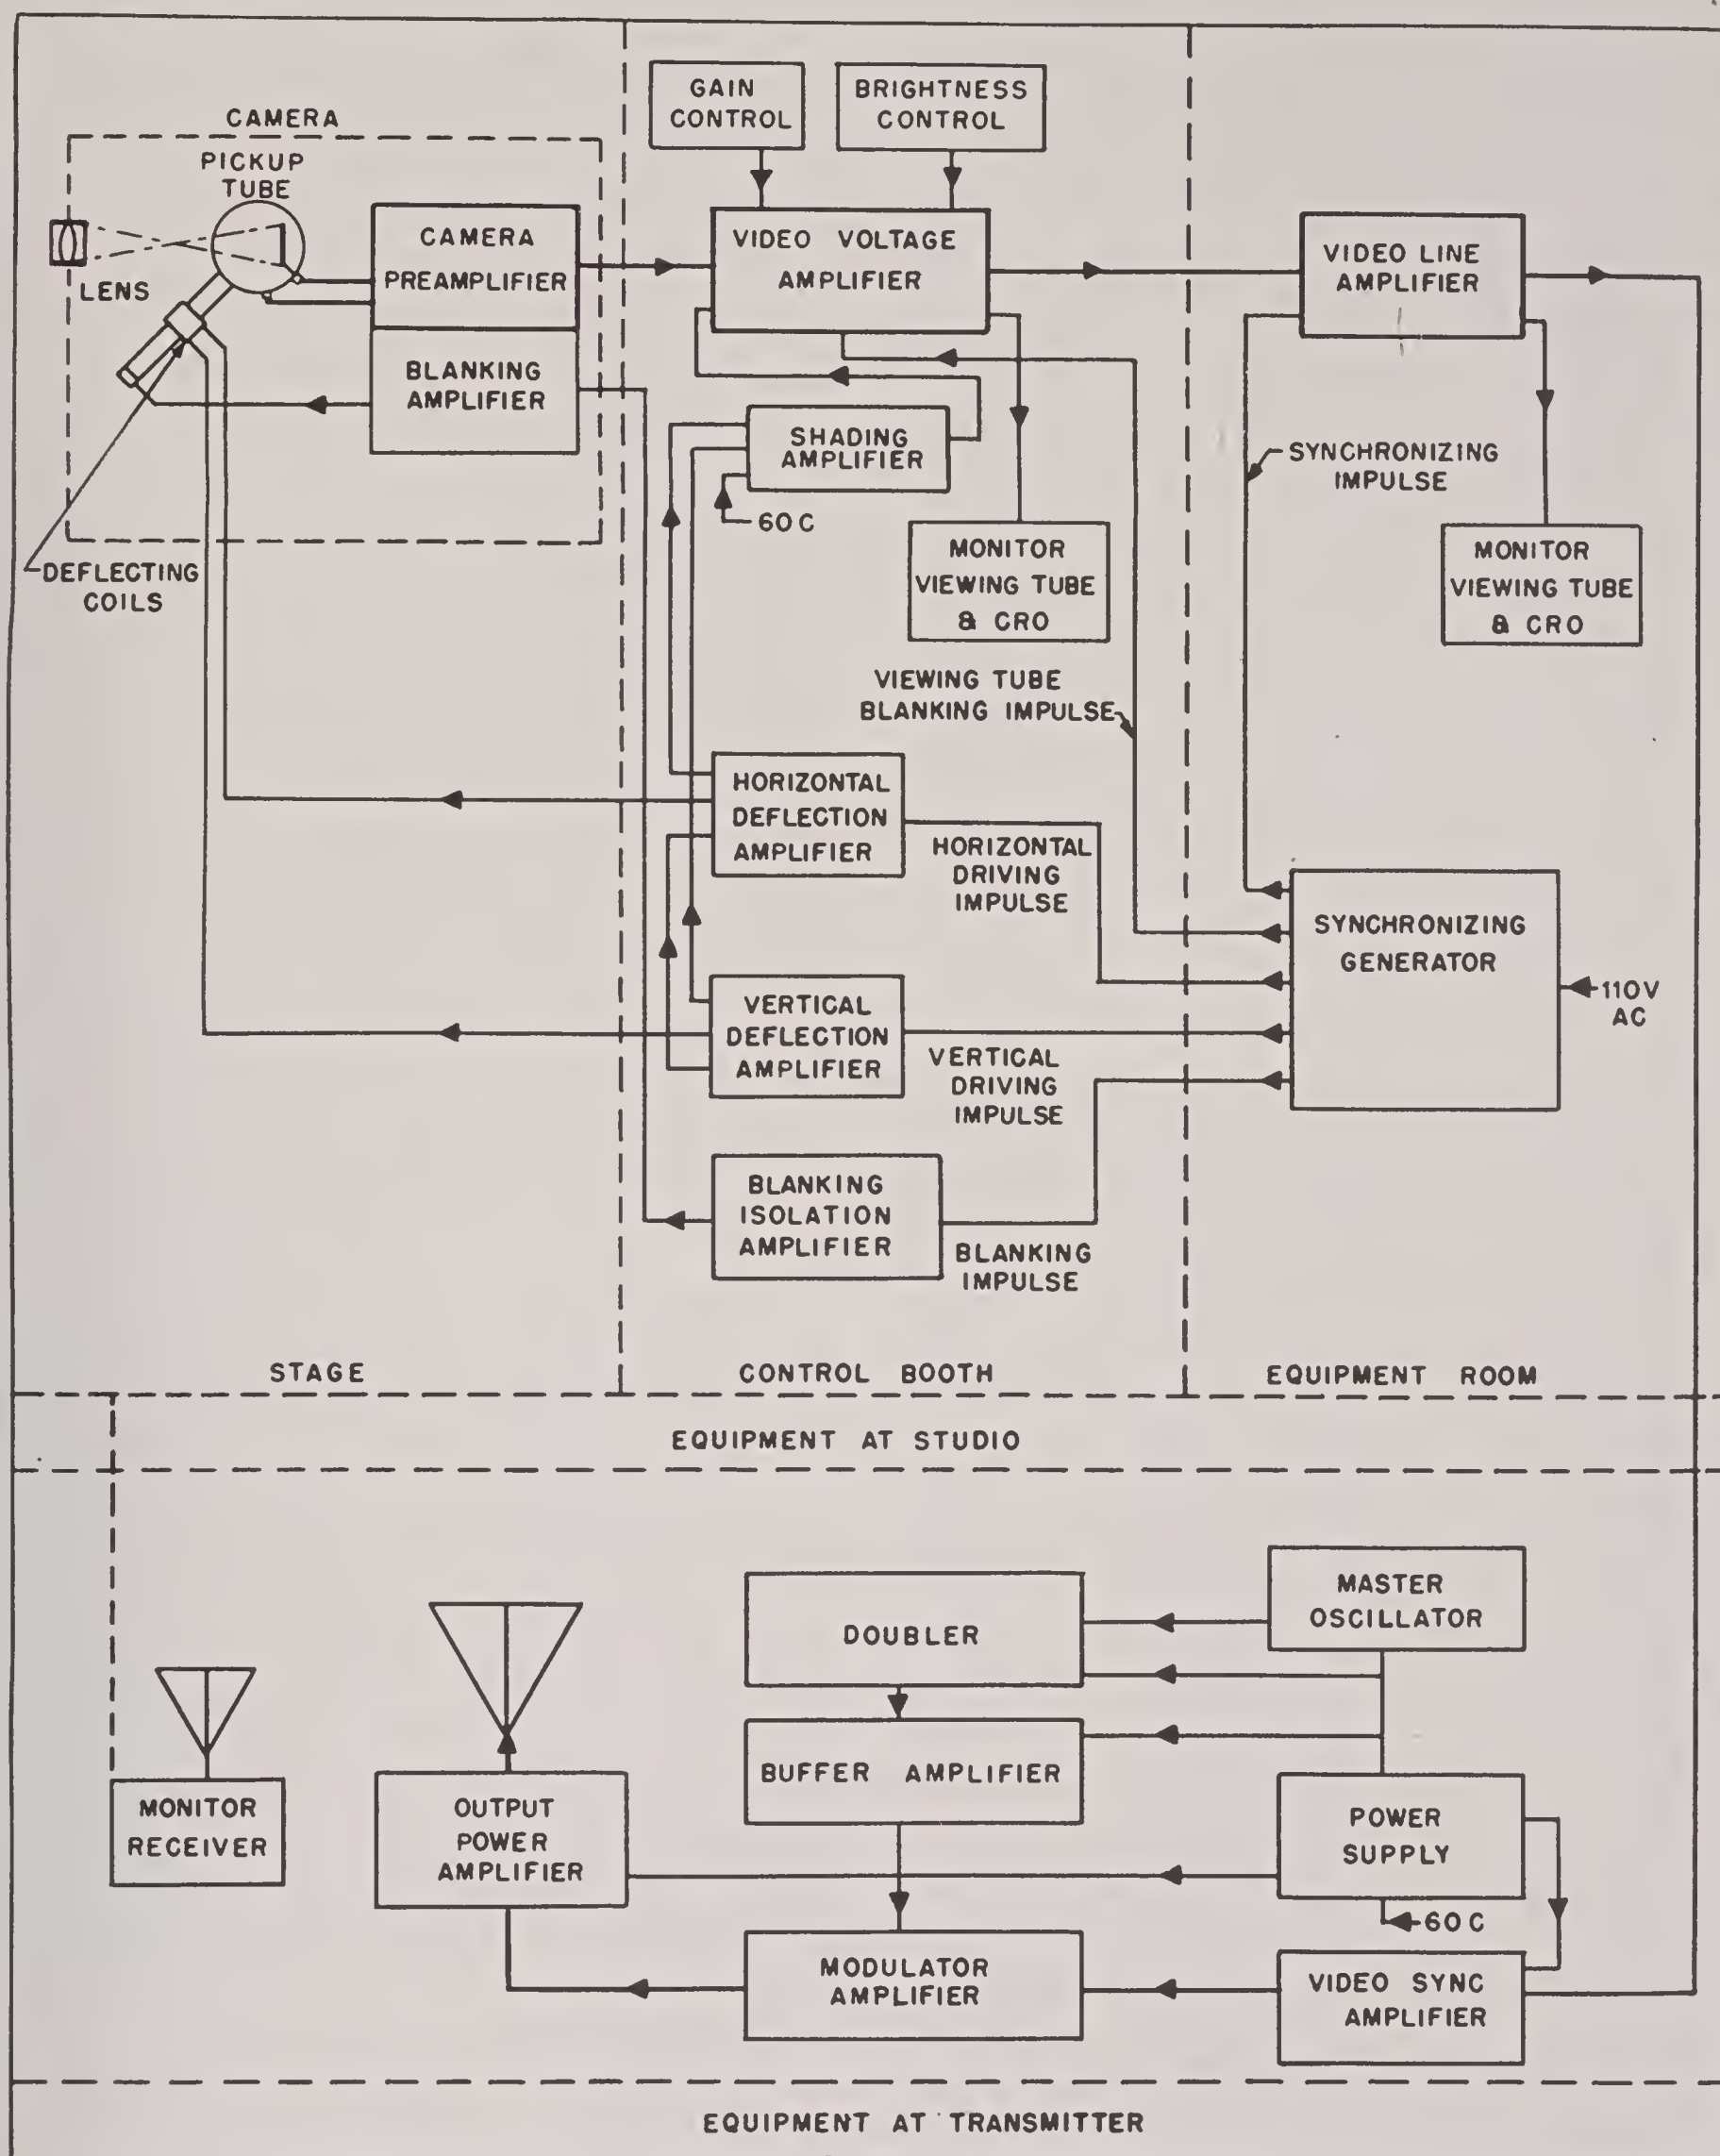 CAMERA
PICKUP
TUBE
LENS
CAMERA
PREAMPLIFIER
BLANKING
AMPLIFIER
DEFLECTING
COILS
GAIN
CONTROL
BRIGHTNESS
CONTROL
VIDEO VOLTAGE
AMPLIFIER
SHADING
AMPLIFIER
60 C
MONITOR
VIEWING TUBE
& CRO
VIEWING TUBE
BLANKING IMPULSE
HORIZONTAL
DEFLECTION
AMPLIFIER
HORIZONTAL
DRIVING
IMPULSE
VERTICAL
DEFLECTION
AMPLIFIER
VERTICAL
DRIVING
IMPULSE
BLANKING
ISOLATION
AMPLIFIER
BLANKING
IMPULSE
VIDEO LINE
AMPLIFIER
SYNCHRONIZING
IMPULSE
MONITOR
VIEWING TUBE
& CRO
SYNCHRONIZING
GENERATOR
110V
AC
STAGE
CONTROL BOOTH
EQUIPMENT ROOM
EQUIPMENT AT STUDIO
MASTER
OSCILLATOR
DOUBLER
BUFFER AMPLIFIER
MONITOR
RECEIVER
OUTPUT
POWER
AMPLIFIER
POWER
SUPPLY
60 C
MODULATOR
AMPLIFIER
VIDEO SYNC
AMPLIFIER
EQUIPMENT AT TRANSMITTER